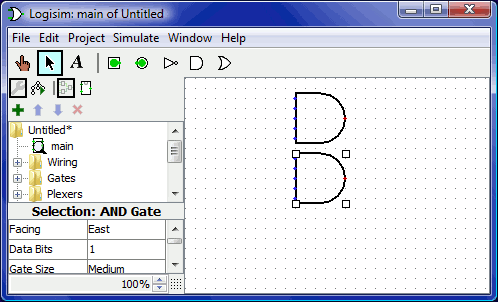 Logisim: main of Untitled
File Edit Project Simulate Window Help
A
Untitled*
main
Wiring
Gates
Plexers
Selection: AND Gate
Facing East
Data Bits 1
Gate Size Medium
100%